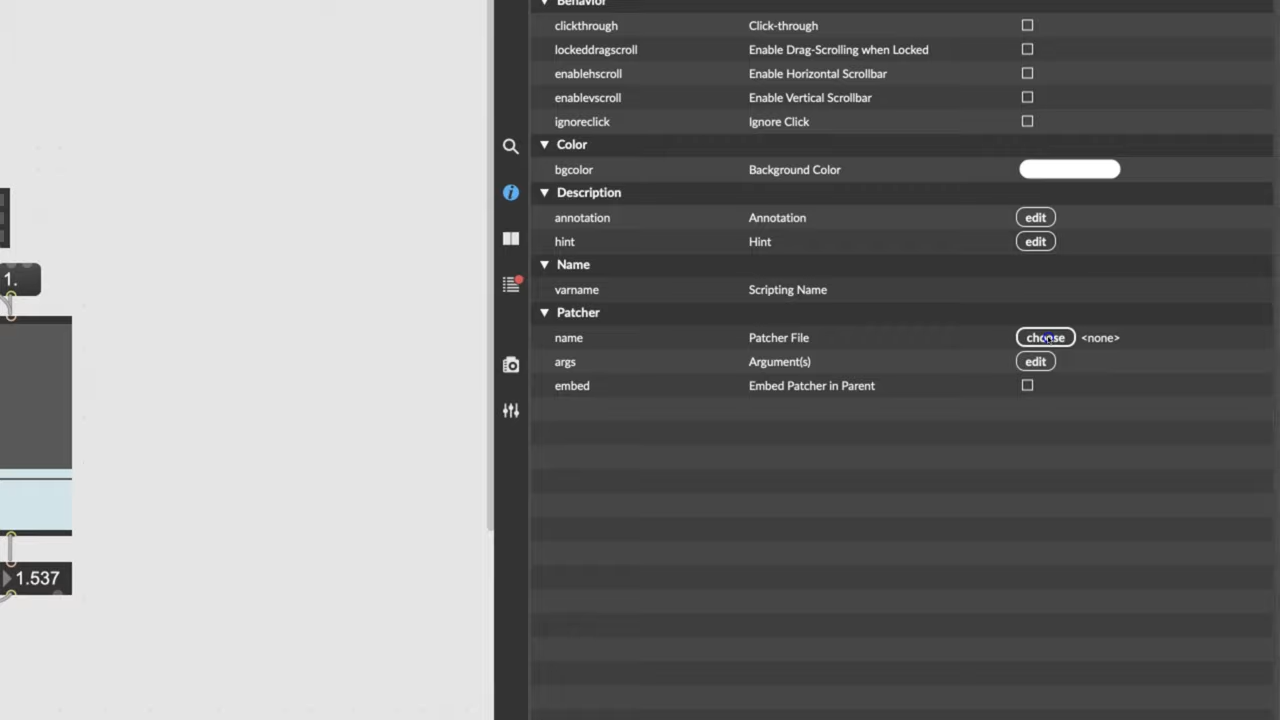 Behavior
clickthrough Click-through
lockeddragscroll Enable Drag-Scrolling when Locked
enablehscroll Enable Horizontal Scrollbar
enablevscroll Enable Vertical Scrollbar
ignoreclick Ignore Click
Color
bgcolor Background Color
Description
annotation Annotation edit
hint Hint edit
Name
1.
varname Scripting Name
Patcher
name Patcher File choose <none>
args Argument(s) edit
embed Embed Patcher in Parent
1.537